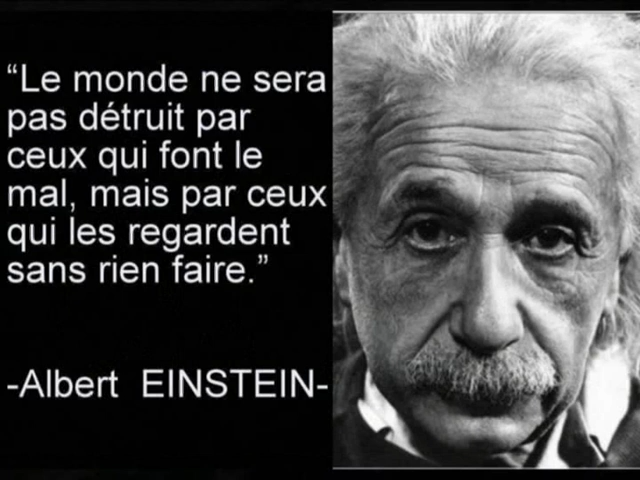 “Le monde ne sera
pas détruit par
ceux qui font le
mal, mais par ceux
qui les regardent
sans rien faire.”
-Albert EINSTEIN-